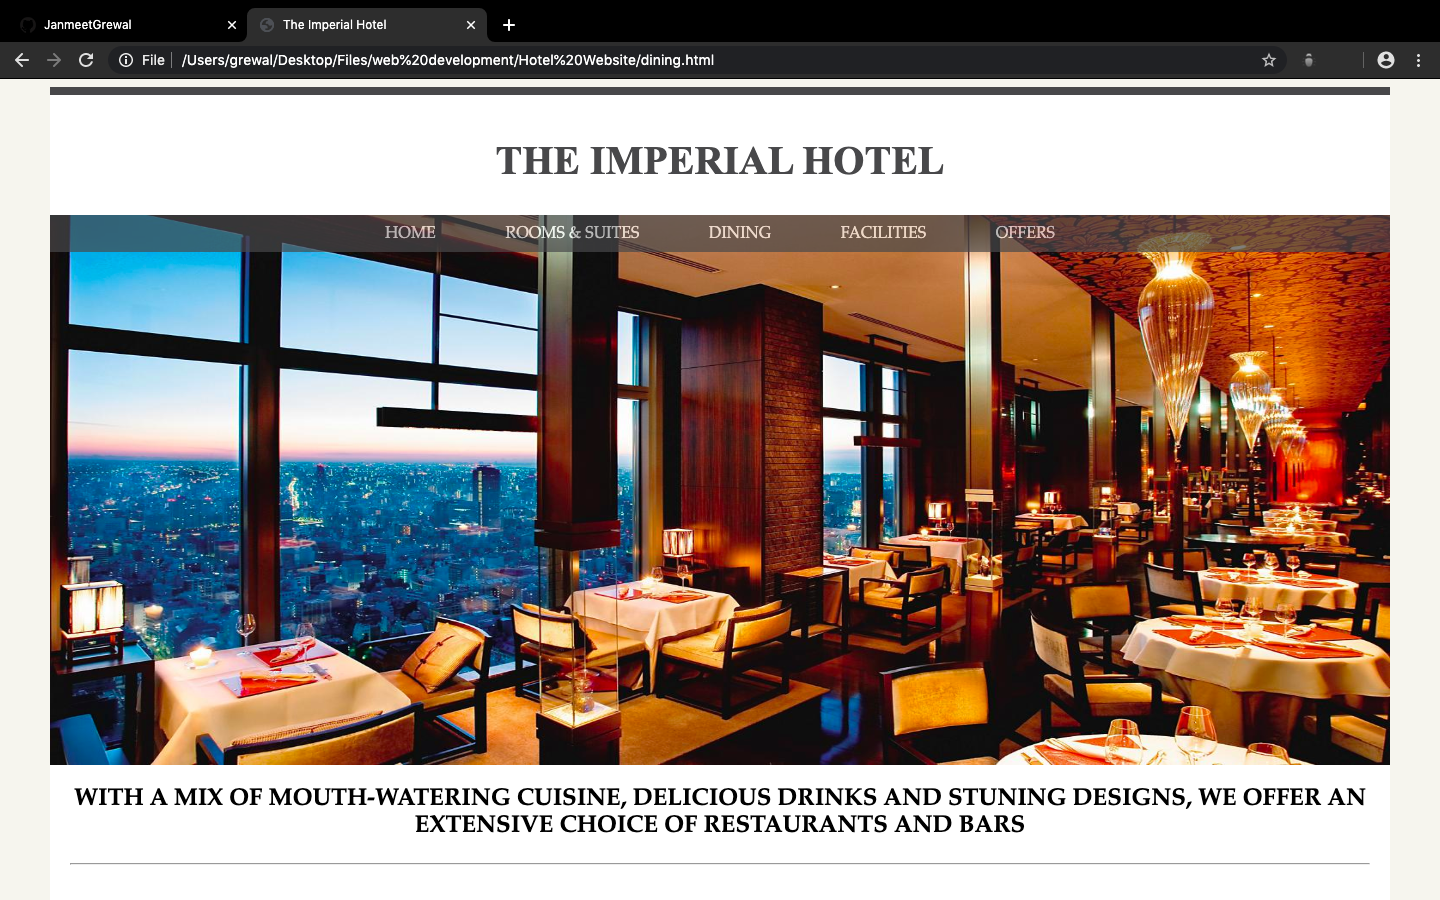 JanmeetGrewal
The Imperial Hotel
File /Users/grewal/Desktop/Files/web%20development/Hotel%20Website/dining.html
THE IMPERIAL HOTEL
HOME ROOMS & SUITES DINING FACILITIES OFFERS
WITH A MIX OF MOUTH-WATERING CUISINE, DELICIOUS DRINKS AND STUNING DESIGNS, WE OFFER AN
EXTENSIVE CHOICE OF RESTAURANTS AND BARS